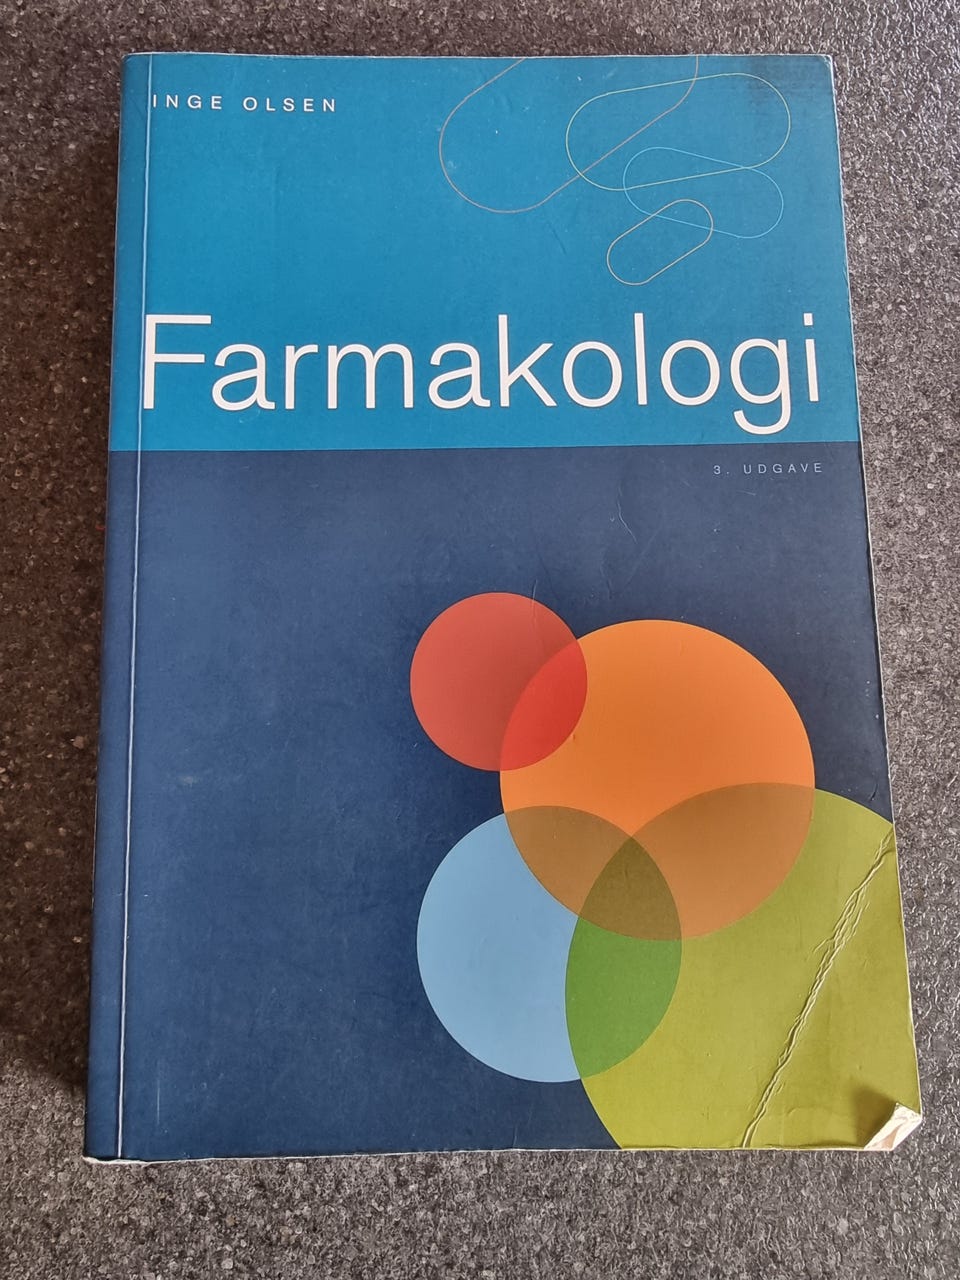 INGE OLSEN
Farmakologi
3. UDGAVE